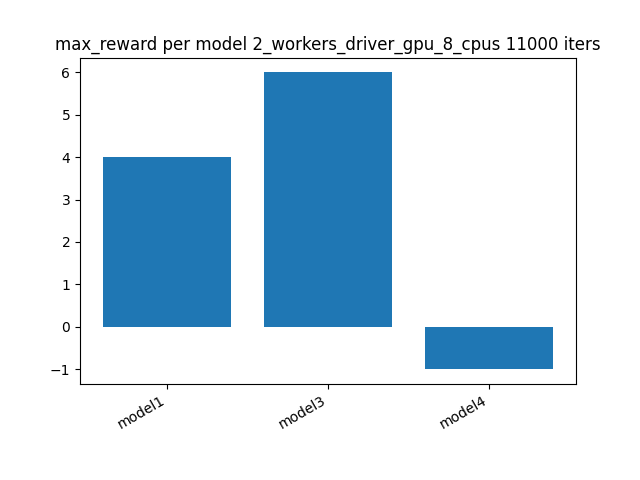 max_reward per model 2_workers_driver_gpu_8_cpus 11000 iters
6
5
4
3
2
1
0
−1
model1
model3
model4